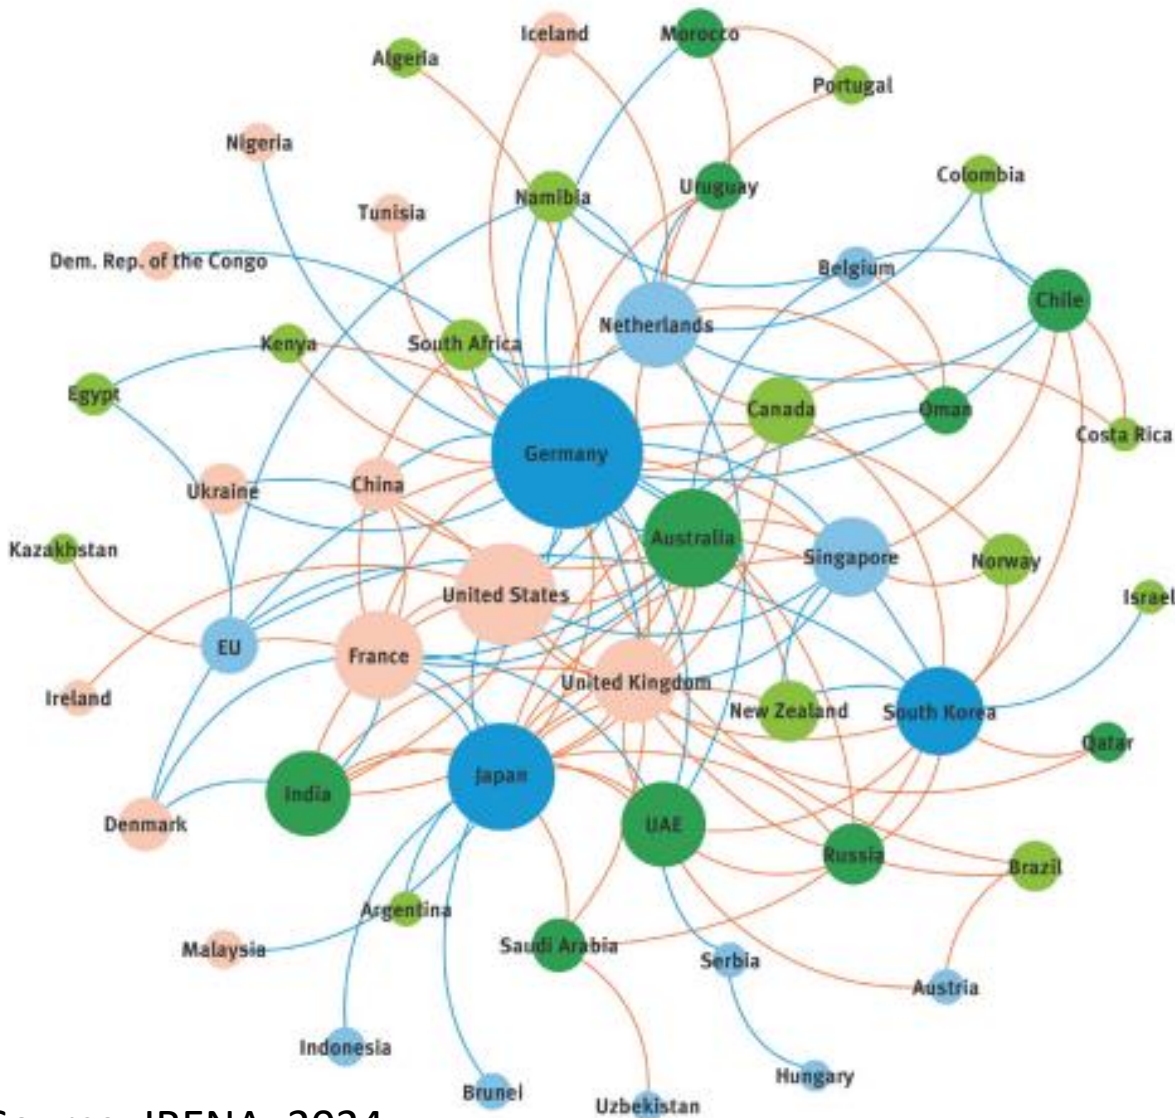 Iceland
Morocco
Algeria
Portugal
Nigeria
Colombia
Namibia
Uruguay
Tunisia
Dem. Rep. of the Congo
Belgium
Chile
Netherlands
Kenya
South Africa
Egypt
Canada
Oman
Costa Rica
Germany
Ukraine
China
Kazakhstan
Australia
Singapore
Norway
United States
Israel
EU
France
Ireland
United Kingdom
New Zealand
South Korea
Qatar
Japan
India
Denmark
UAE
Russia
Brazil
Argentina
Malaysia
Saudi Arabia
Serbia
Austria
Indonesia
Hungary
Brunei
Uzbekistan
Source: IRENA, 2024